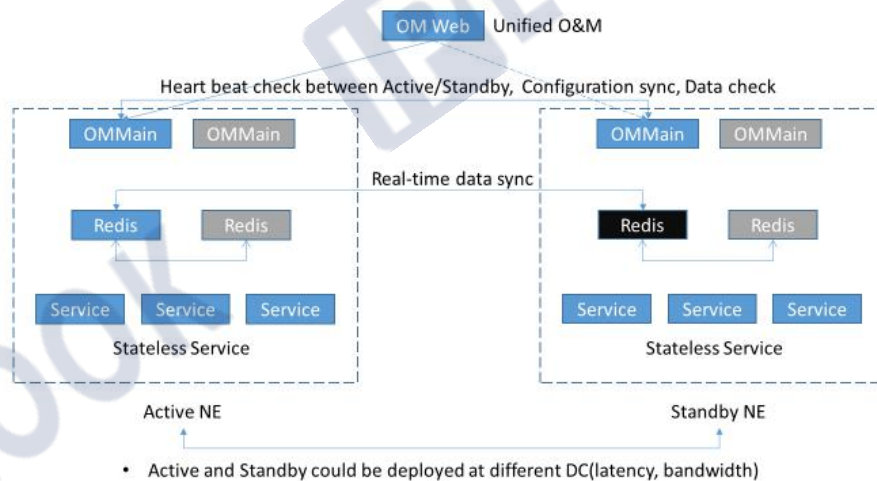 OM Web Unified O&M
Heart beat check between Active/Standby, Configuration sync, Data check
OMMain OMMain OMMain OMMain
Real-time data sync
Redis Redis Redis Redis
Service Service Service Service Service Service
Stateless Service Stateless Service
Active NE Standby NE
• Active and Standby could be deployed at different DC(latency, bandwidth)